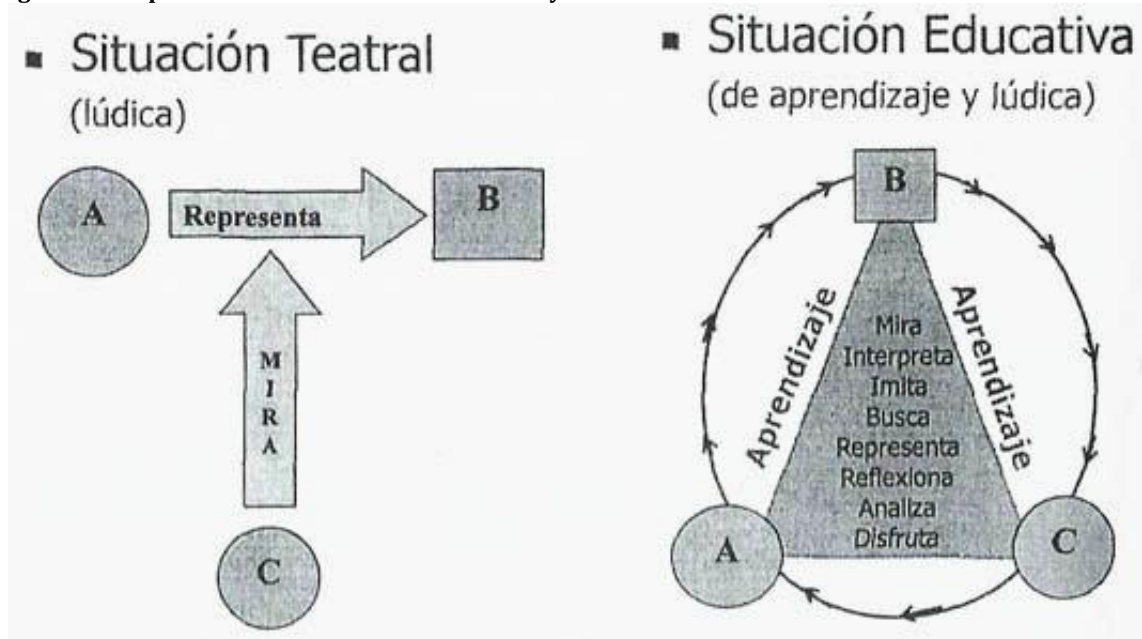 ▪ Situación Teatral
(lúdica)
A
Representa
B
M
I
R
A
C
▪ Situación Educativa
(de aprendizaje y lúdica)
B
Aprendizaje
Aprendizaje
Mira
Interpreta
Imita
Busca
Representa
Reflexiona
Analiza
Disfruta
A
C